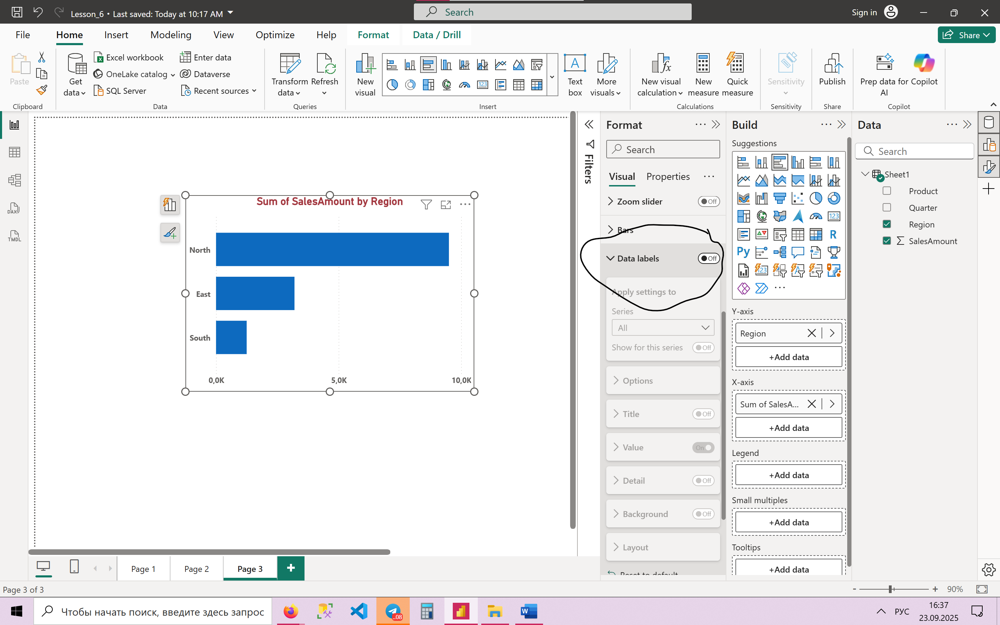 Lesson_6 • Last saved: Today at 10:17 AM
Search
Sign in
File
Home
Insert
Modeling
View
Optimize
Help
Format
Data / Drill
Share
Paste
Clipboard
Get
data
Excel workbook
OneLake catalog
SQL Server
Enter data
Dataverse
Recent sources
Data
Transform
data
Refresh
Queries
New
visual
123
Insert
A
Text
box
More
visuals
New visual
calculation
New
measure
Quick
measure
Calculations
Sensitivity
Sensitivity
Publish
Share
Prep data for
AI
Copilot
Copilot
DAX
TMDL
Sum of SalesAmount by Region
North
East
South
0,0K
5,0K
10,0K
Filters
Format
Search
Visual
Properties
Zoom slider
Off
Bars
Data labels
Off
Apply settings to
Series
All
Show for this series
Off
Options
Title
Off
Value
On
Detail
Off
Background
Off
Layout
Reset to default
Build
Suggestions
123
R
Py
123
Y-axis
Region
+Add data
X-axis
Sum of SalesA...
+Add data
Legend
+Add data
Small multiples
+Add data
Tooltips
+Add data
Data
Search
Sheet1
Product
Quarter
Region
SalesAmount
Page 1
Page 2
Page 3
Page 3 of 3
- + 90%
Чтобы начать поиск, введите здесь запрос
..08
W
РУС
16:37
23.09.2025